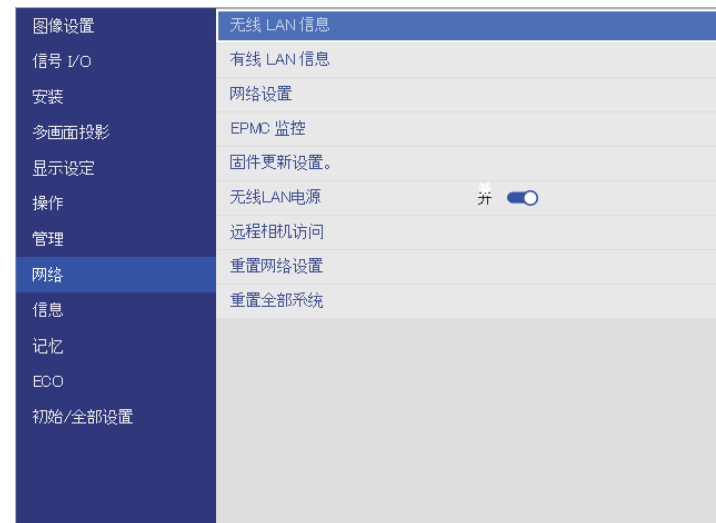 图像设置
信号 I/O
安装
多画面投影
显示设定
操作
管理
网络
信息
记忆
ECO
初始/全部设置
无线 LAN 信息
有线 LAN 信息
网络设置
EPMC 监控
固件更新设置。
无线LAN电源 开
远程相机访问
重置网络设置
重置全部系统